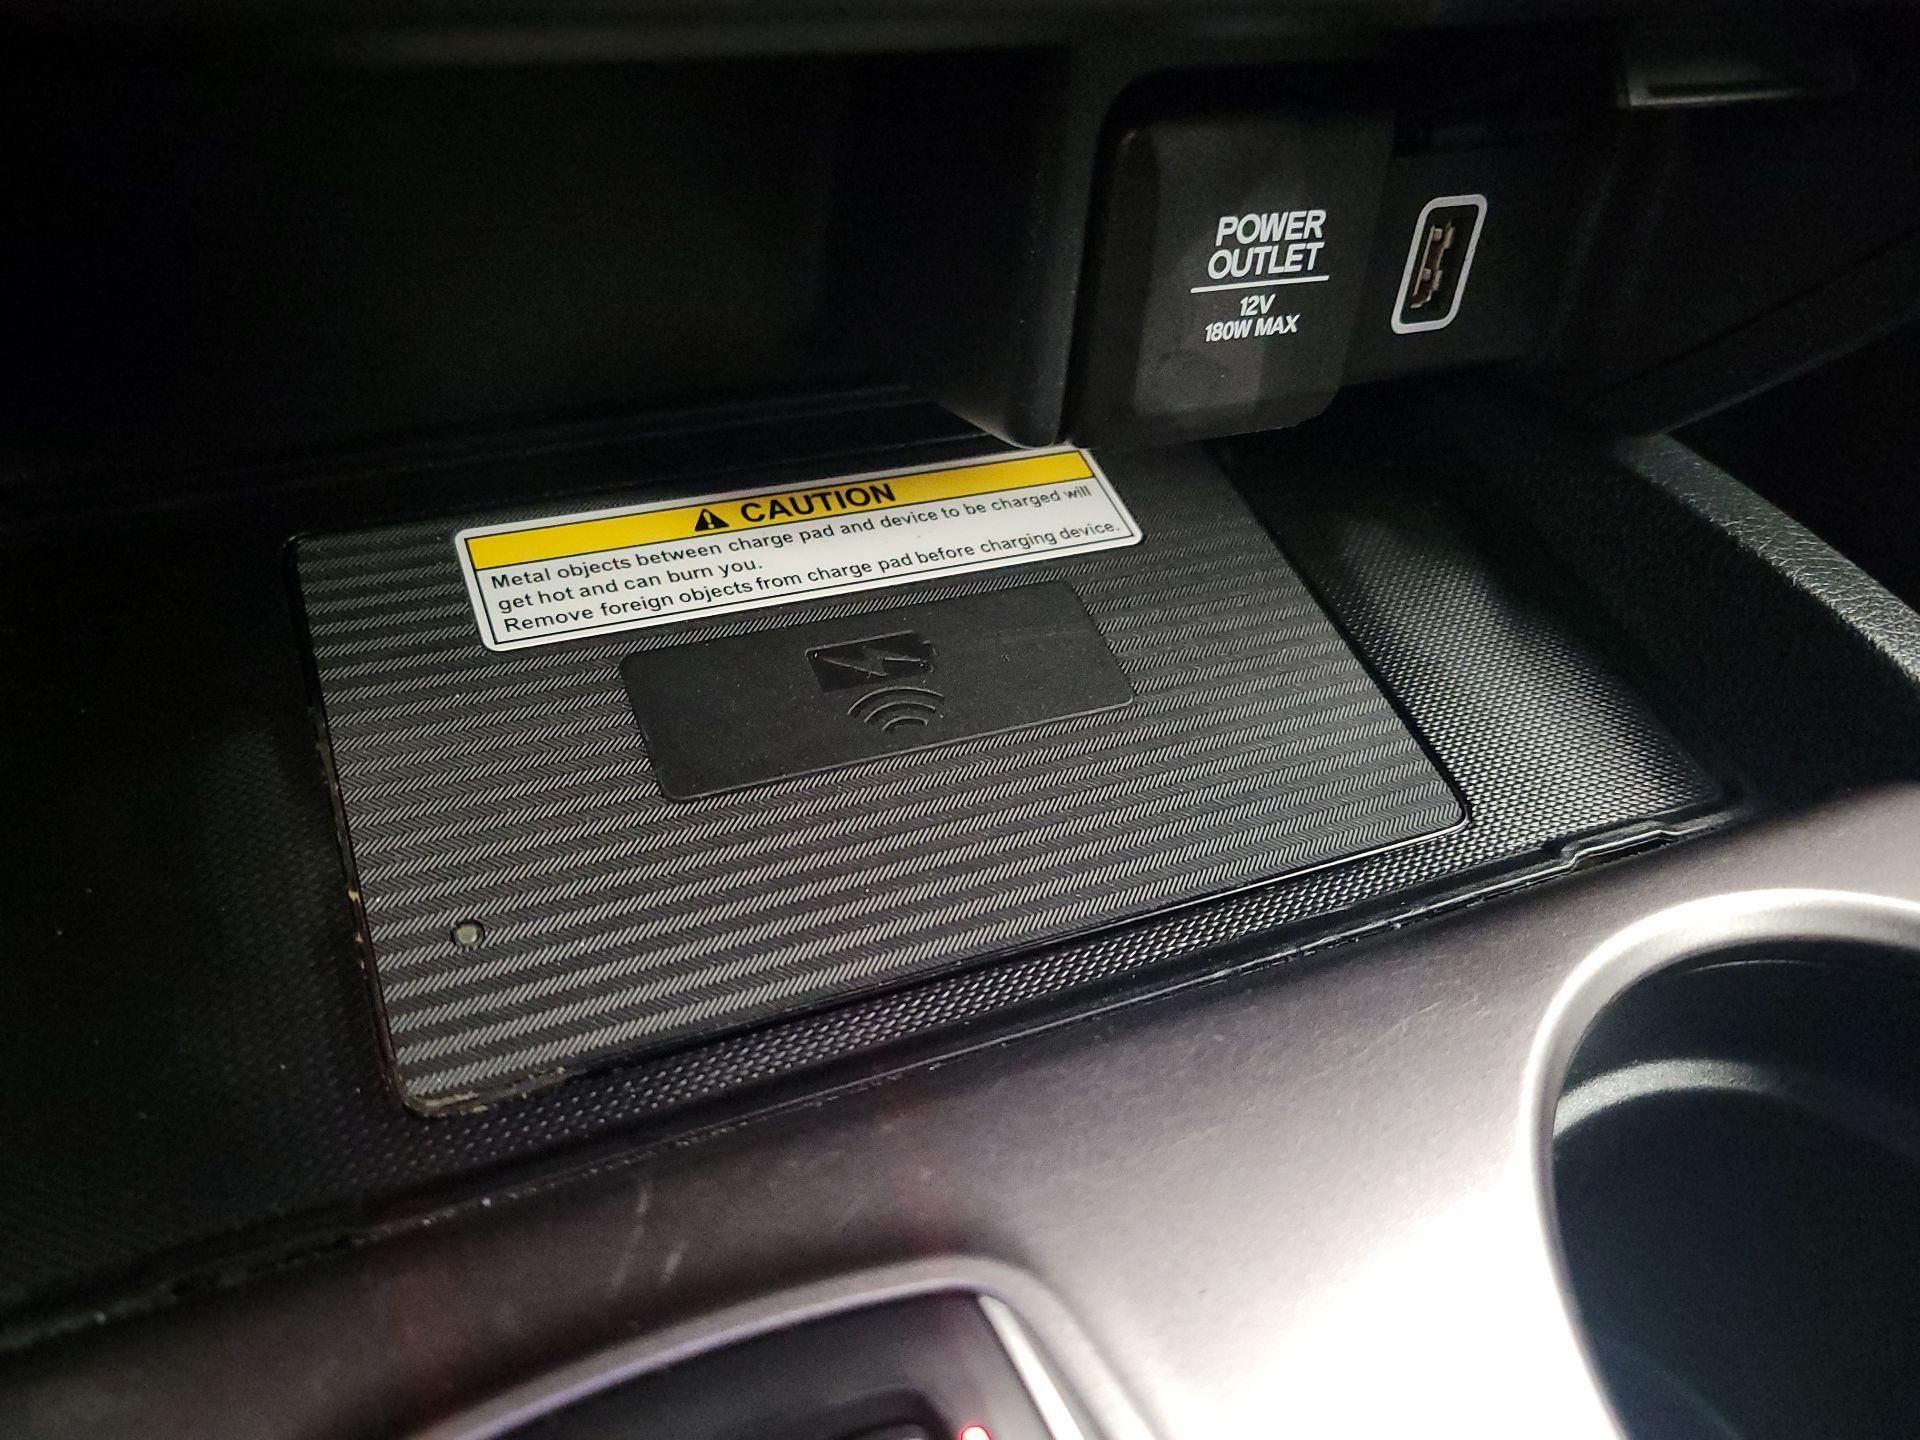 POWER
OUTLET
12V
180W MAX
CAUTION
Metal objects between charge pad and device to be charged will
get hot and can burn you.
Remove foreign objects from charge pad before charging device.